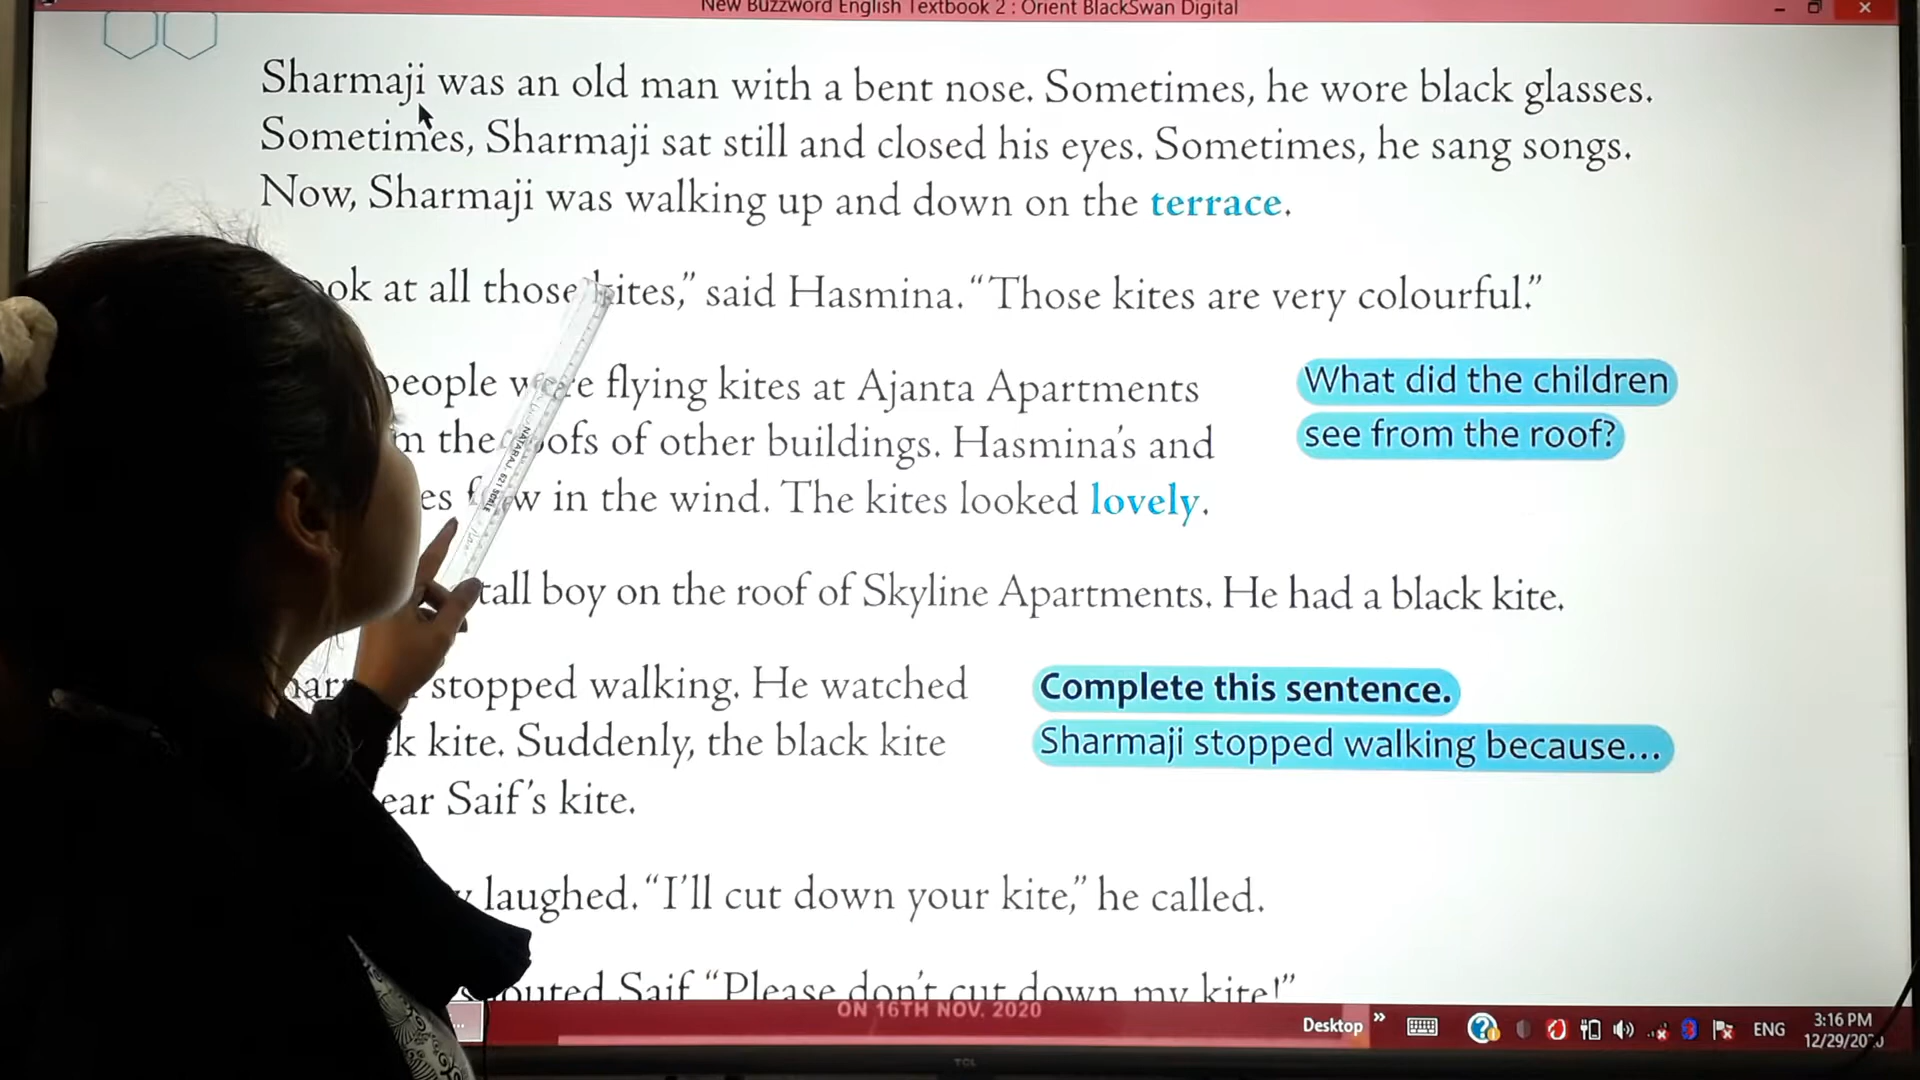 New Buzzword English Textbook 2 : Orient BlackSwan Digital
Sharmaji was an old man with a bent nose. Sometimes, he wore black glasses.
Sometimes, Sharmaji sat still and closed his eyes. Sometimes, he sang songs.
Now, Sharmaji was walking up and down on the terrace.
at all those kites,” said Hasmina. “Those kites are very colourful.”
people were flying kites at Ajanta Apartments
the roofs of other buildings. Hasmina's and
flew in the wind. The kites looked lovely.
What did the children
see from the roof?
tall boy on the roof of Skyline Apartments. He had a black kite.
stopped walking. He watched
kite. Suddenly, the black kite
Saif's kite.
Complete this sentence.
Sharmaji stopped walking because...
laughed. “I'll cut down your kite,” he called.
Saif “Please don't cut down my kite!”
ON 16TH NOV. 2020
Desktop
ENG
3:16 PM
NATARAJ 621 SCALE
TCL